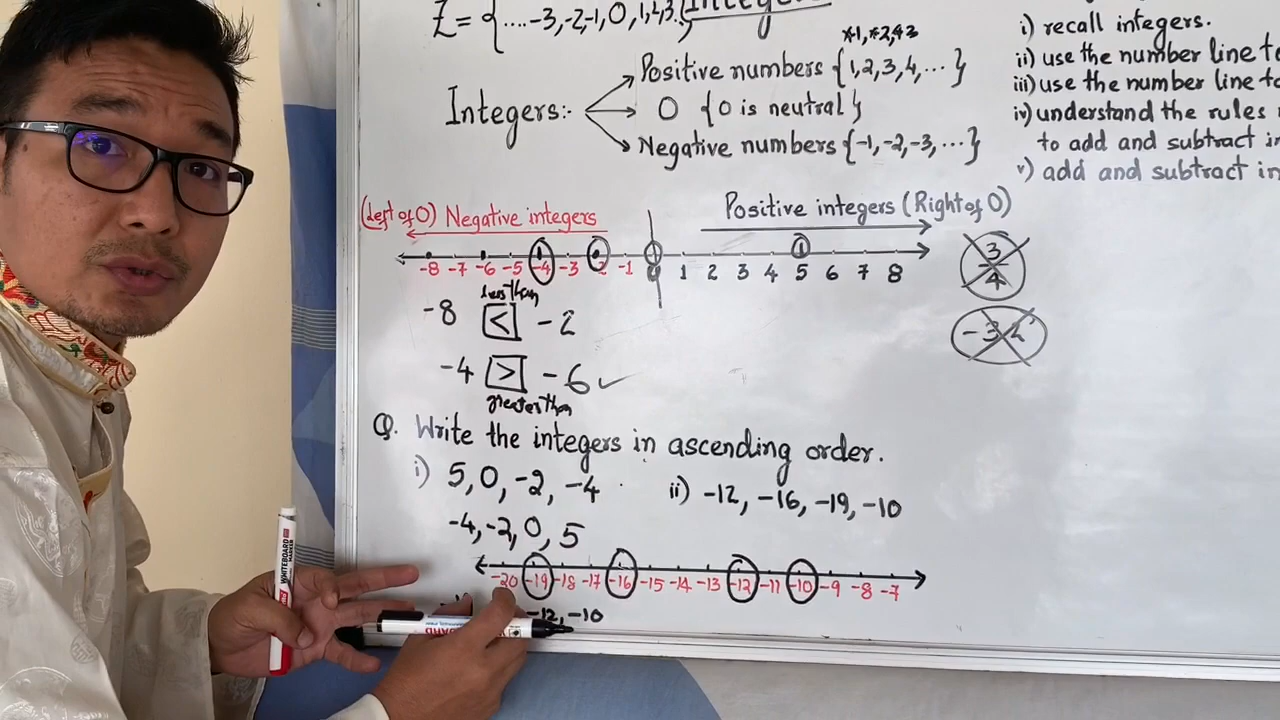 Z = {....-3,-2,-1,0,1,2,3..}
*1,*2,*3
Integers:-
Positive numbers {1,2,3,4,...}
0 {0 is neutral}
Negative numbers {-1,-2,-3,...}
i) recall integers.
ii) use the number line to
iii) use the number line to
iv) understand the rules
to add and subtract in
v) add and subtract in
(Left of 0) Negative integers
Positive integers (Right of 0)
-8 -7 -6 -5 -4 -3 -2 -1 0 1 2 3 4 5 6 7 8
3
4
-8 < -2
less than
-4 > -6 ✓
greater than
Q. Write the integers in ascending order.
i) 5, 0, -2, -4
ii) -12, -16, -19, -10
-4, -2, 0, 5
-20 -19 -18 -17 -16 -15 -14 -13 -12 -11 -10 -9 -8 -7
-12, -10
WHITEBOARD
MARKER